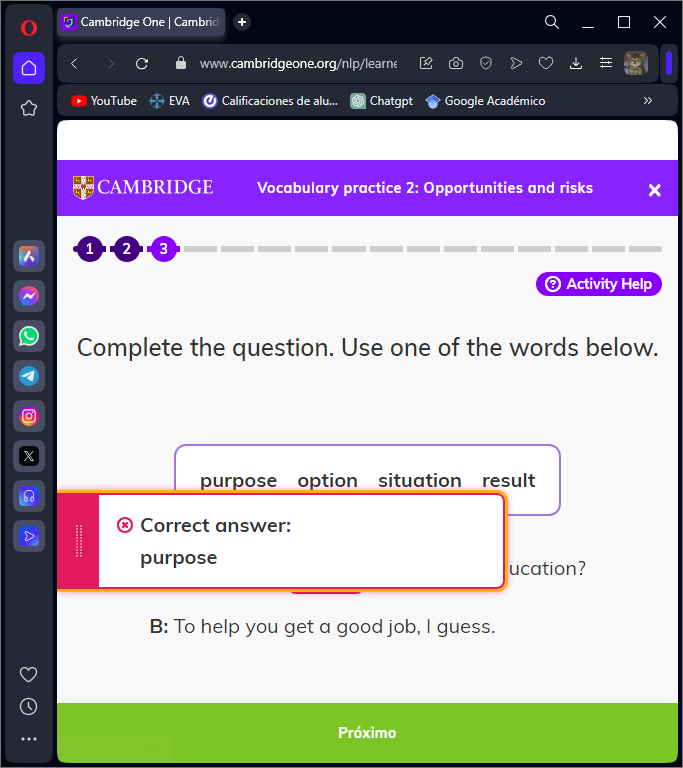 Cambridge One | Cambrid
www.cambridgeone.org/nlp/learne
YouTube EVA Calificaciones de alu... Chatgpt Google Académico »
CAMBRIDGE Vocabulary practice 2: Opportunities and risks
1 2 3
Activity Help
Complete the question. Use one of the words below.
purpose option situation result
Correct answer:
purpose
ucation?
B: To help you get a good job, I guess.
Próximo